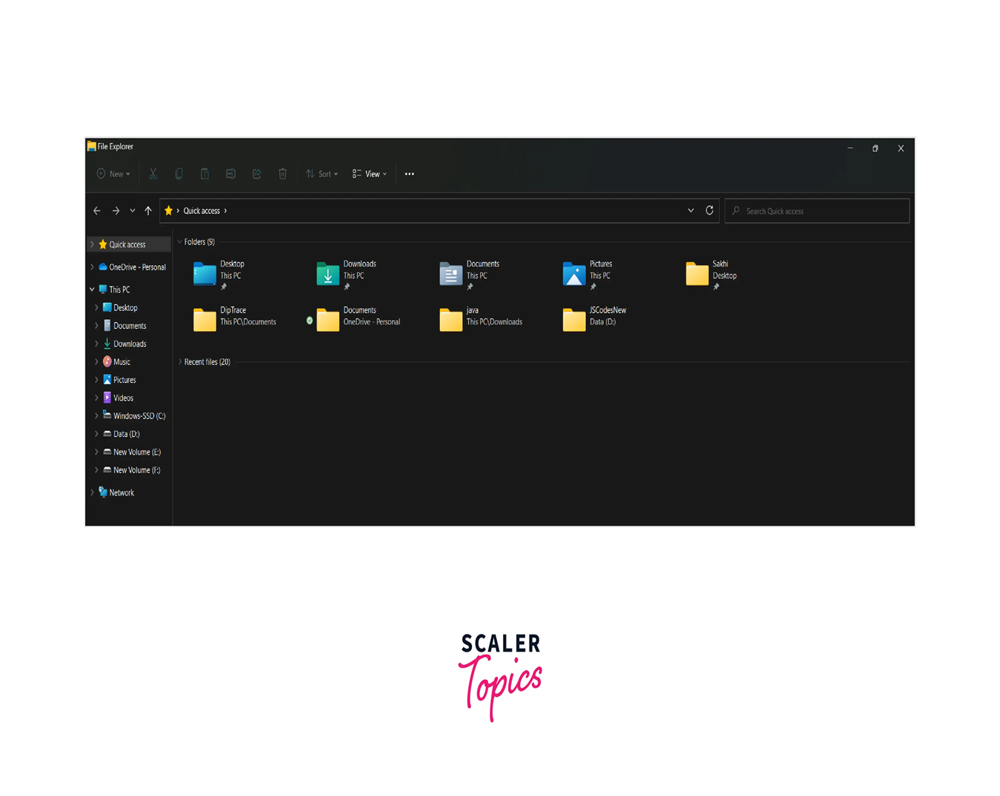 File Explorer
New
Sort
View
Quick access
Search Quick access
Quick access
OneDrive - Personal
This PC
Desktop
Documents
Downloads
Music
Pictures
Videos
Windows-SSD (C:)
Data (D:)
New Volume (E:)
New Volume (F:)
Network
Folders (9)
Desktop
This PC
Downloads
This PC
Documents
This PC
Pictures
This PC
Sakhi
Desktop
DipTrace
This PC\Documents
Documents
OneDrive - Personal
java
This PC\Downloads
JSCodesNew
Data (D:)
Recent files (20)
SCALER
Topics